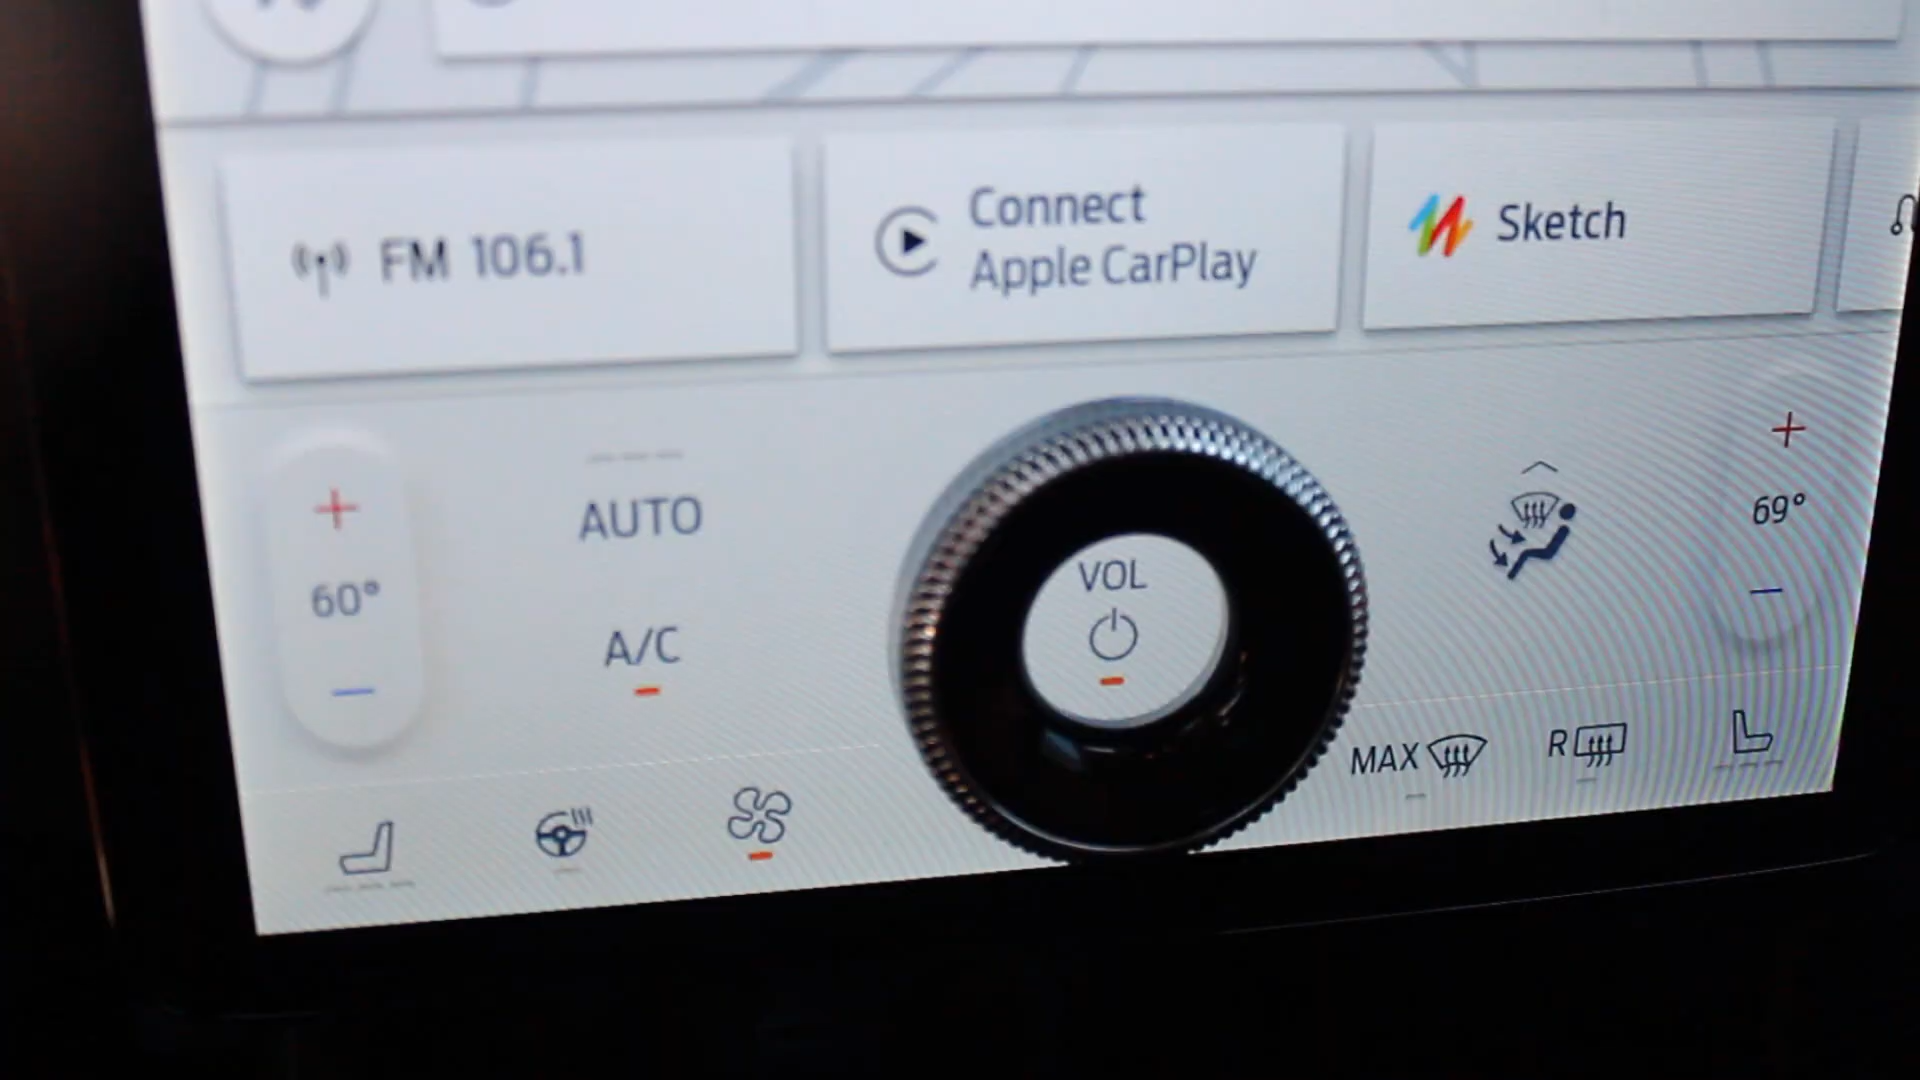 FM 106.1
Connect
Apple CarPlay
Sketch
+
60°
−
AUTO
A/C
VOL
+
69°
−
MAX
R